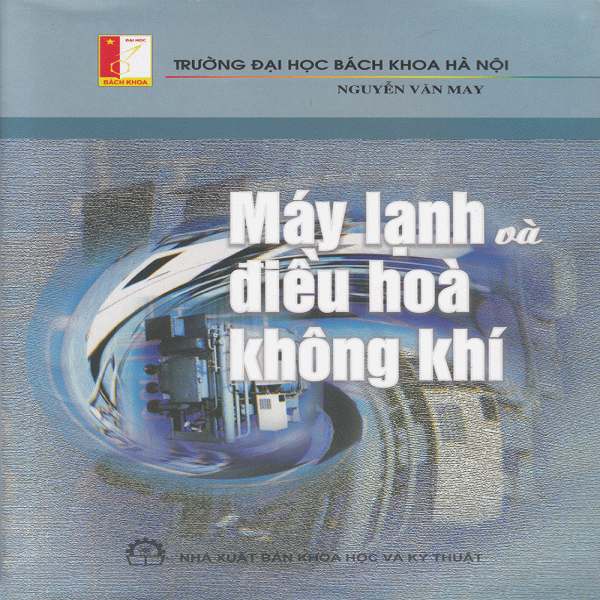 ĐẠI HỌC
BÁCH KHOA
TRƯỜNG ĐẠI HỌC BÁCH KHOA HÀ NỘI
NGUYỄN VĂN MAY
Máy lạnh và
điều hoà
không khí
NHÀ XUẤT BẢN KHOA HỌC VÀ KỸ THUẬT